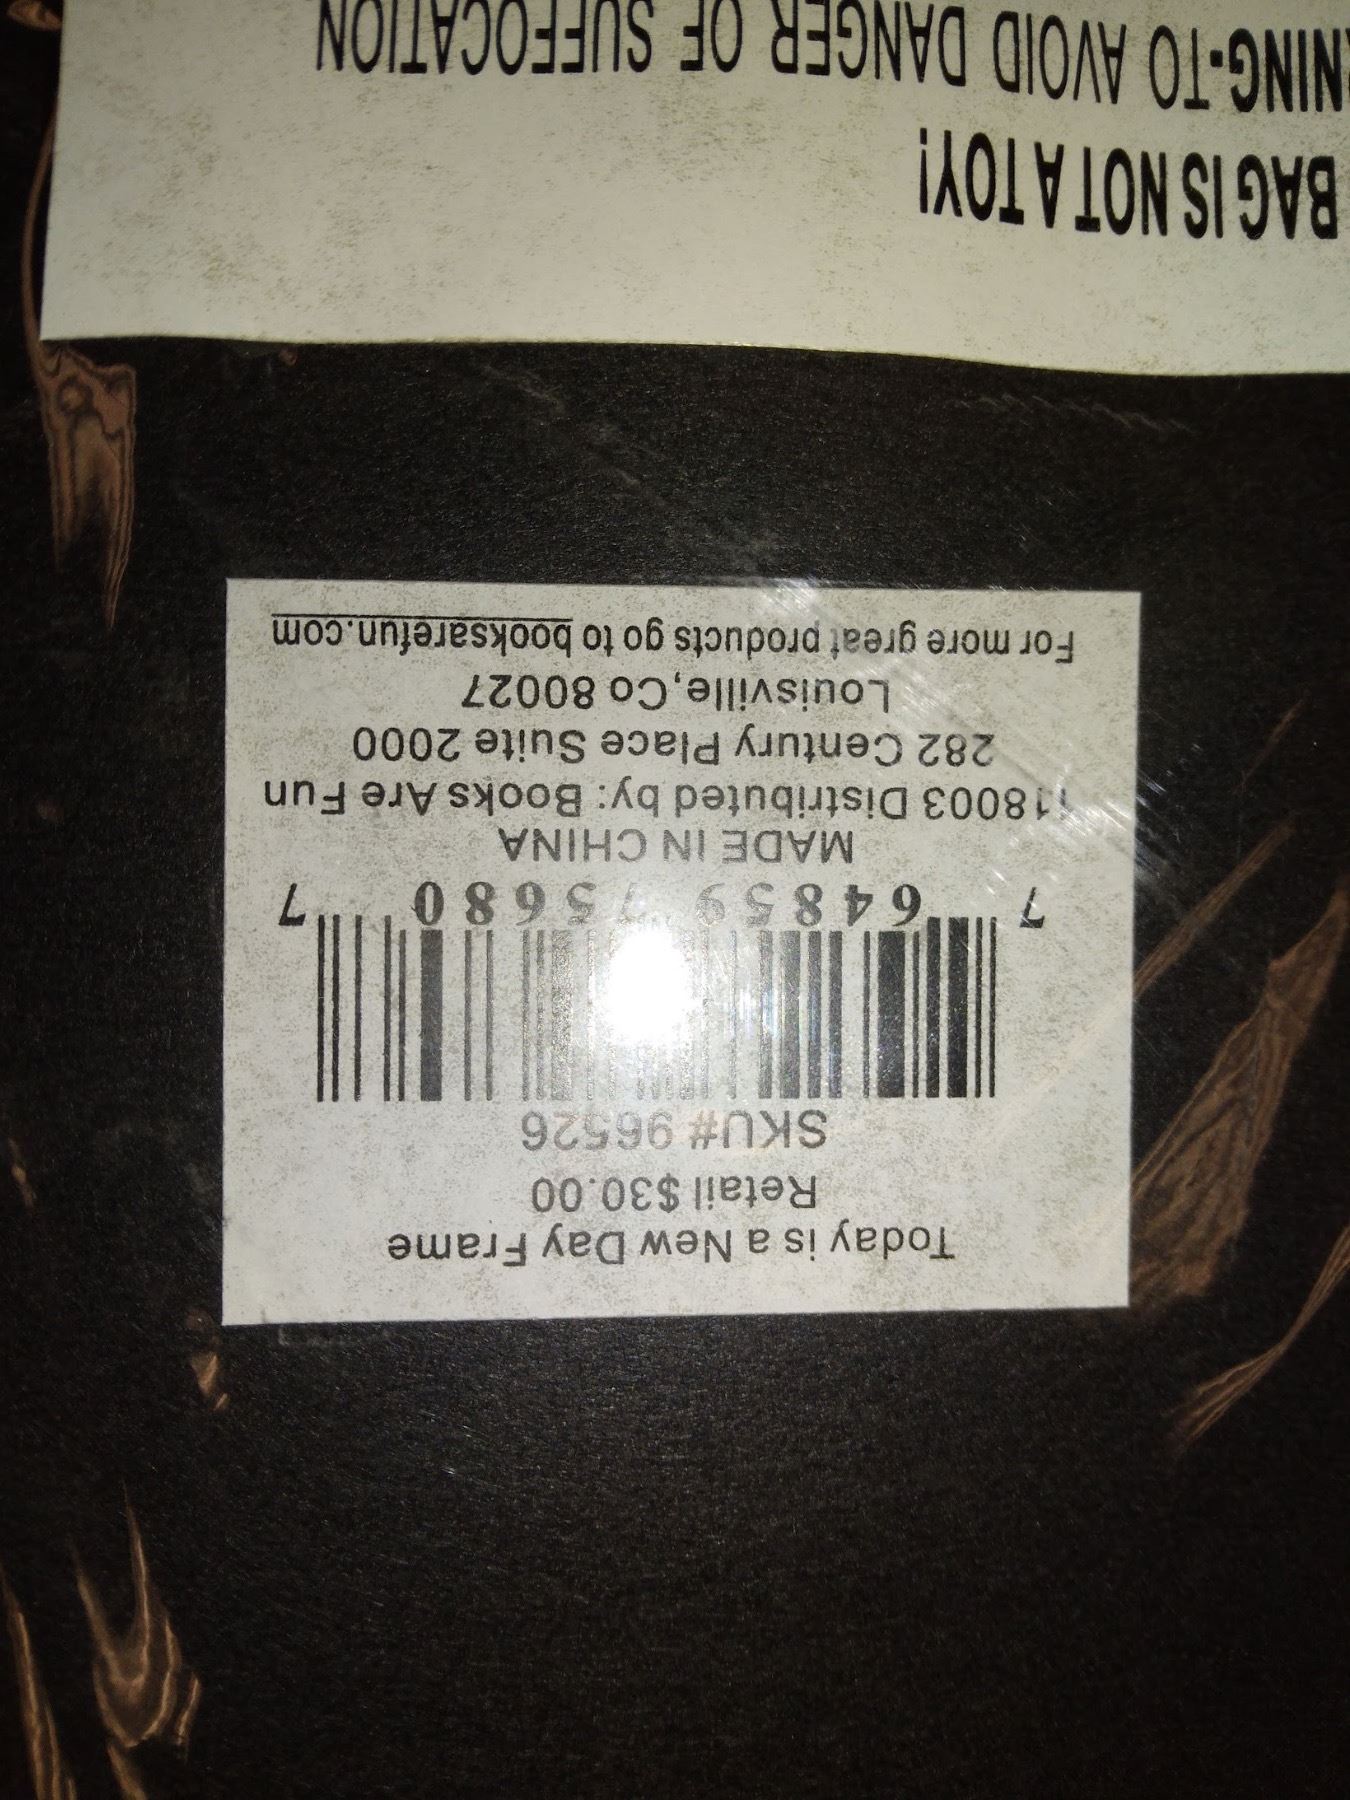 Today is a New Day Frame
Retail $30.00
SKU# 96526
7 64859 75680 7
MADE IN CHINA
118003 Distributed by: Books Are Fun
282 Century Place Suite 2000
Louisville,Co 80027
For more great products go to booksarefun.com
BAG IS NOT A TOY!
NING-TO AVOID DANGER OF SUFFOCATION